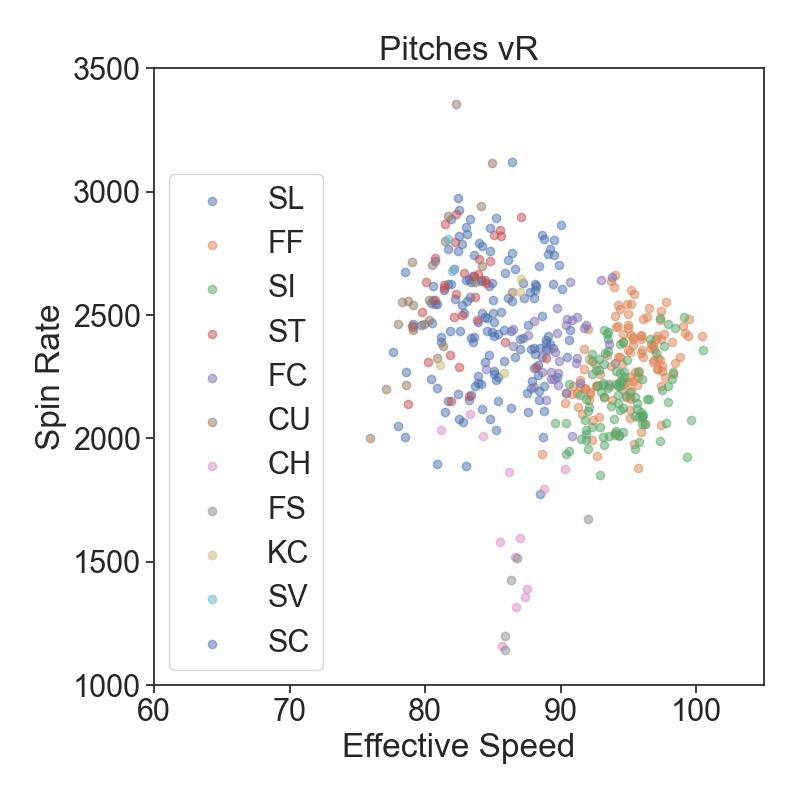 Pitches vR
3500
3000
2500
2000
1500
1000
Spin Rate
SL
FF
SI
ST
FC
CU
CH
FS
KC
SV
SC
60 70 80 90 100
Effective Speed